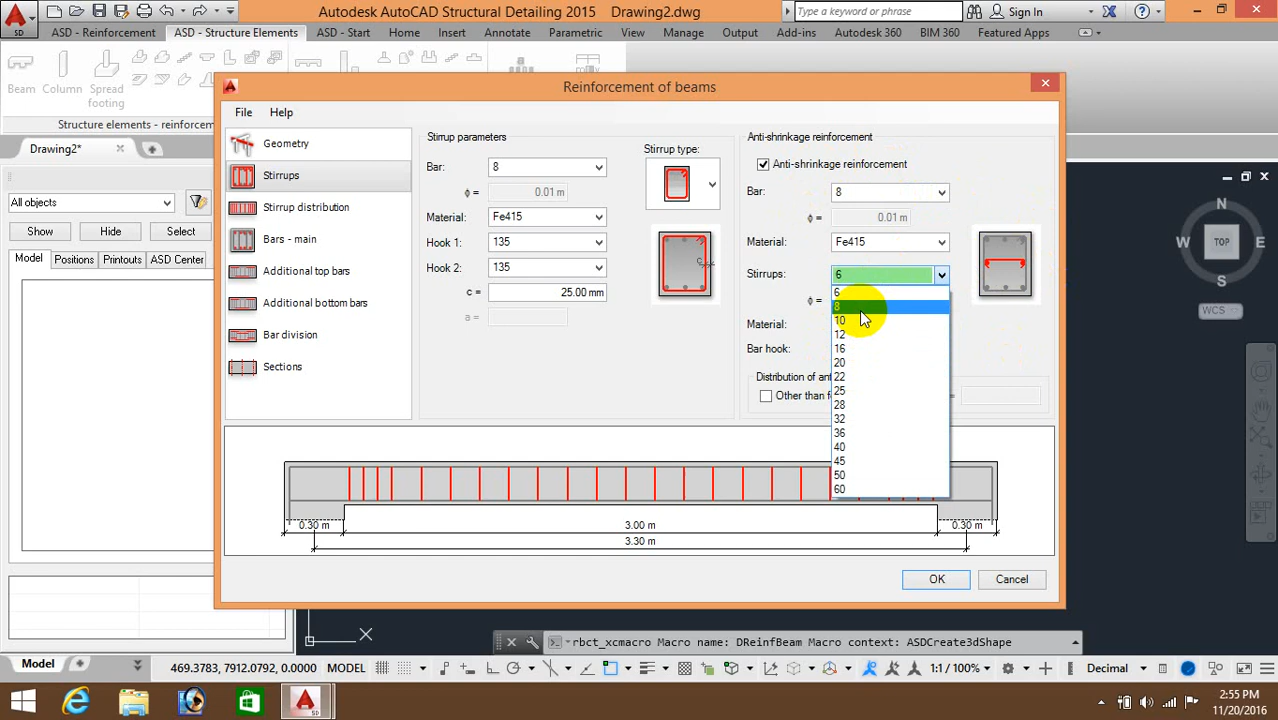 Autodesk AutoCAD Structural Detailing 2015 Drawing2.dwg
Type a keyword or phrase
Sign In
SD
ASD - Reinforcement
ASD - Structure Elements
ASD - Start
Home
Insert
Annotate
Parametric
View
Manage
Output
Add-ins
Autodesk 360
BIM 360
Featured Apps
Beam
Column
Spread
footing
Structure elements - reinforcer
Drawing2*
All objects
Show
Hide
Select
Model
Positions
Printouts
ASD Center
Reinforcement of beams
File
Help
Geometry
Stirrups
Stirrup distribution
Bars - main
Additional top bars
Additional bottom bars
Bar division
Sections
Stirrup parameters
Bar:
8
ϕ =
0.01 m
Material:
Fe415
Hook 1:
135
Hook 2:
135
c =
25.00 mm
a =
Stirrup type:
c
Anti-shrinkage reinforcement
Anti-shrinkage reinforcement
Bar:
8
ϕ =
0.01 m
Material:
Fe415
Stirrups:
6
ϕ =
Material:
Bar hook:
6
8
10
12
16
20
22
25
28
32
36
40
45
50
60
Distribution of ant
Other than f
=
0.30 m
3.00 m
0.30 m
3.30 m
OK
Cancel
N
W
TOP
E
S
WCS
Y
X
rbct_xcmacro Macro name: DReinfBeam Macro context: ASDCreate3dShape
Model
469.3783, 7912.0792, 0.0000
MODEL
1:1 / 100%
Decimal
SD
2:55 PM
11/20/2016